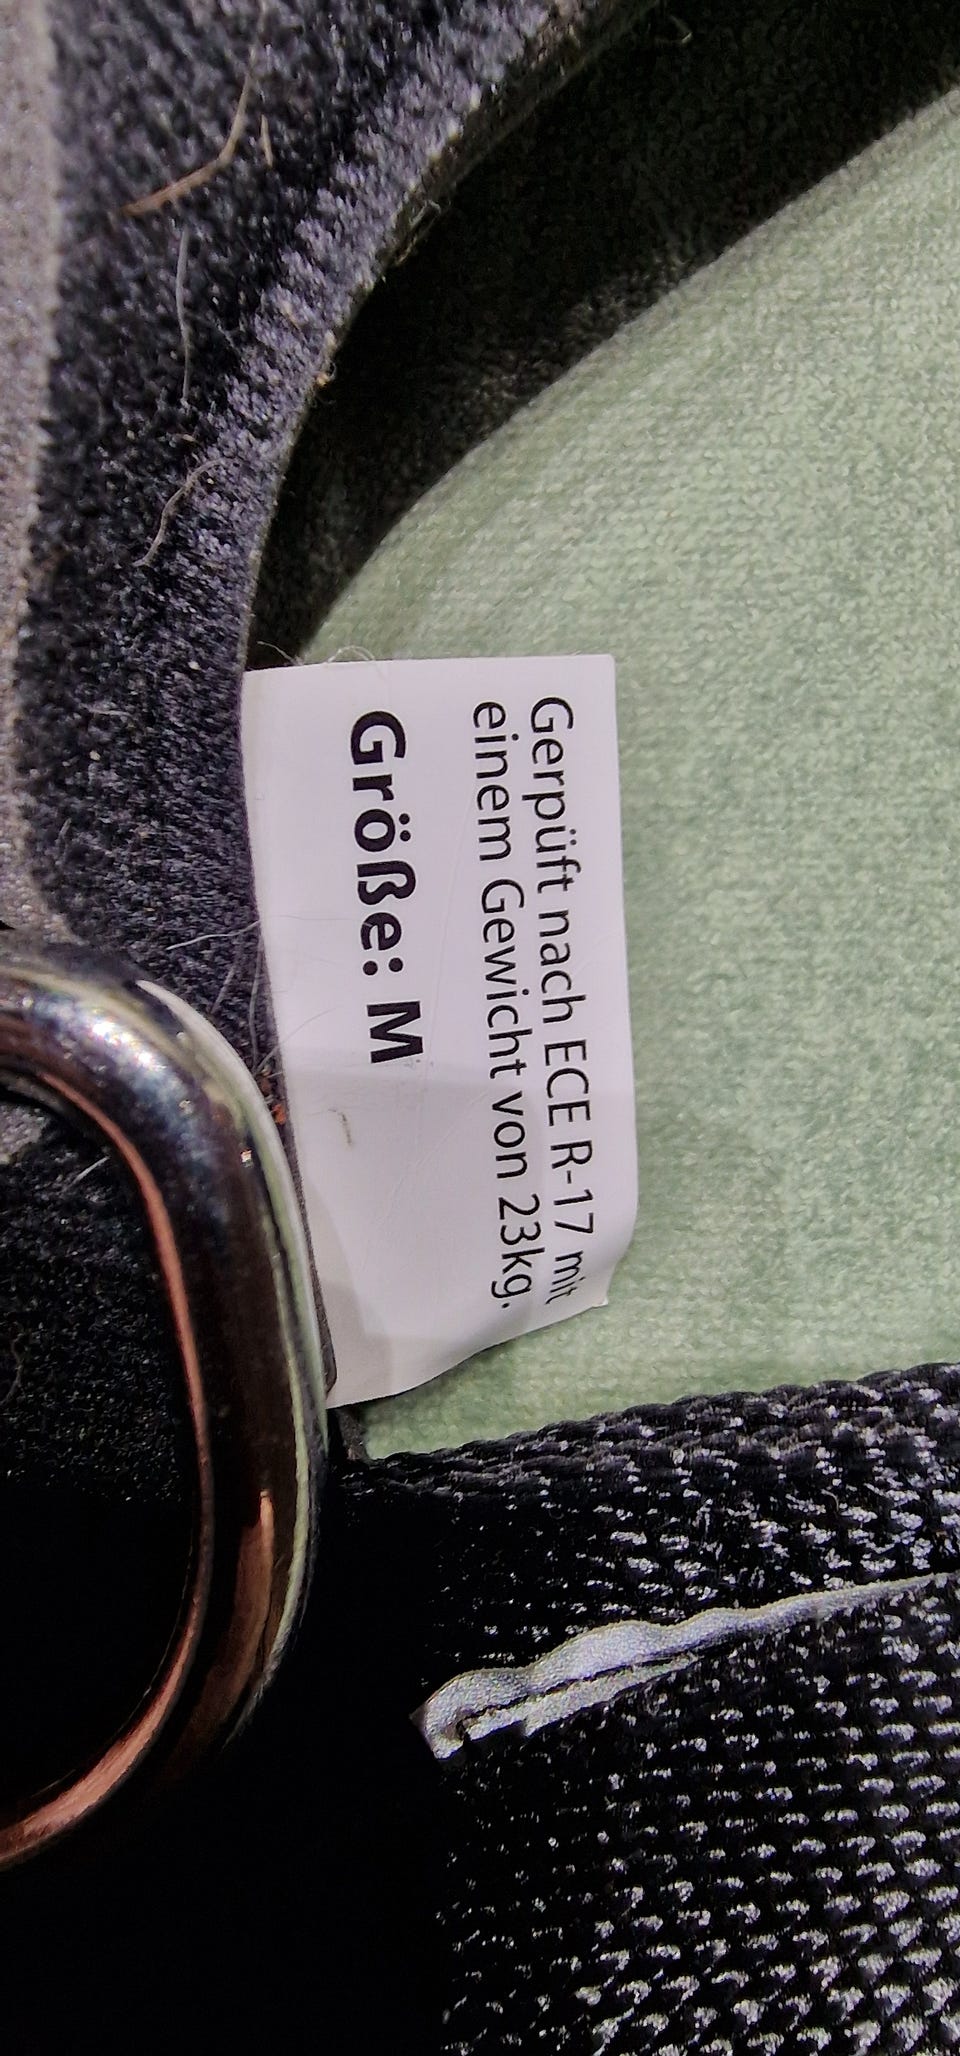 Gerpüft nach ECE R-17 mit
einem Gewicht von 23kg.
Größe: M